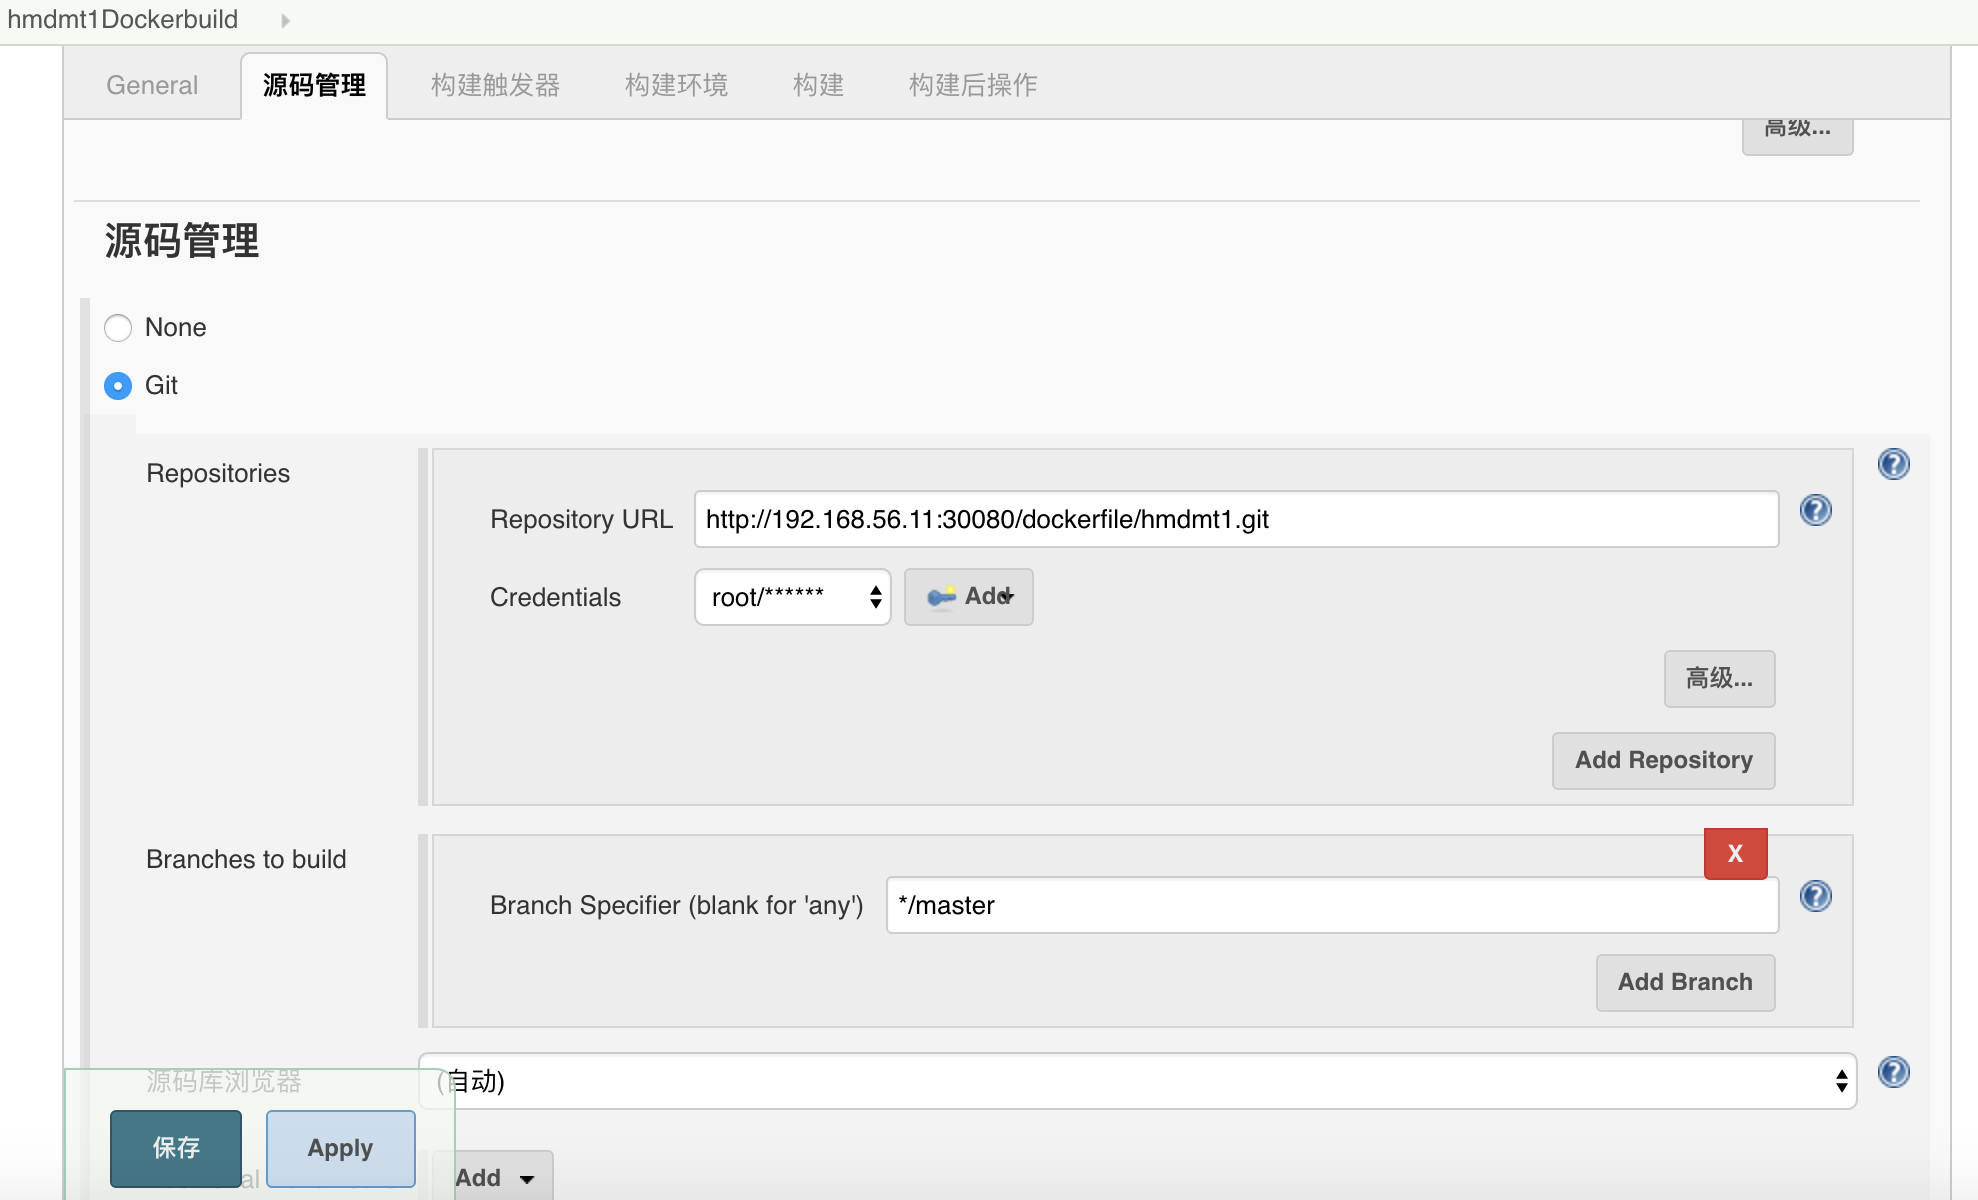 hmdmt1Dockerbuild
General 源码管理 构建触发器 构建环境 构建 构建后操作
高级...
源码管理
None
Git
Repositories
Repository URL http://192.168.56.11:30080/dockerfile/hmdmt1.git
Credentials root/****** Add
高级...
Add Repository
Branches to build
X
Branch Specifier (blank for 'any') */master
Add Branch
源码库浏览器 (自动)
保存 Apply Add